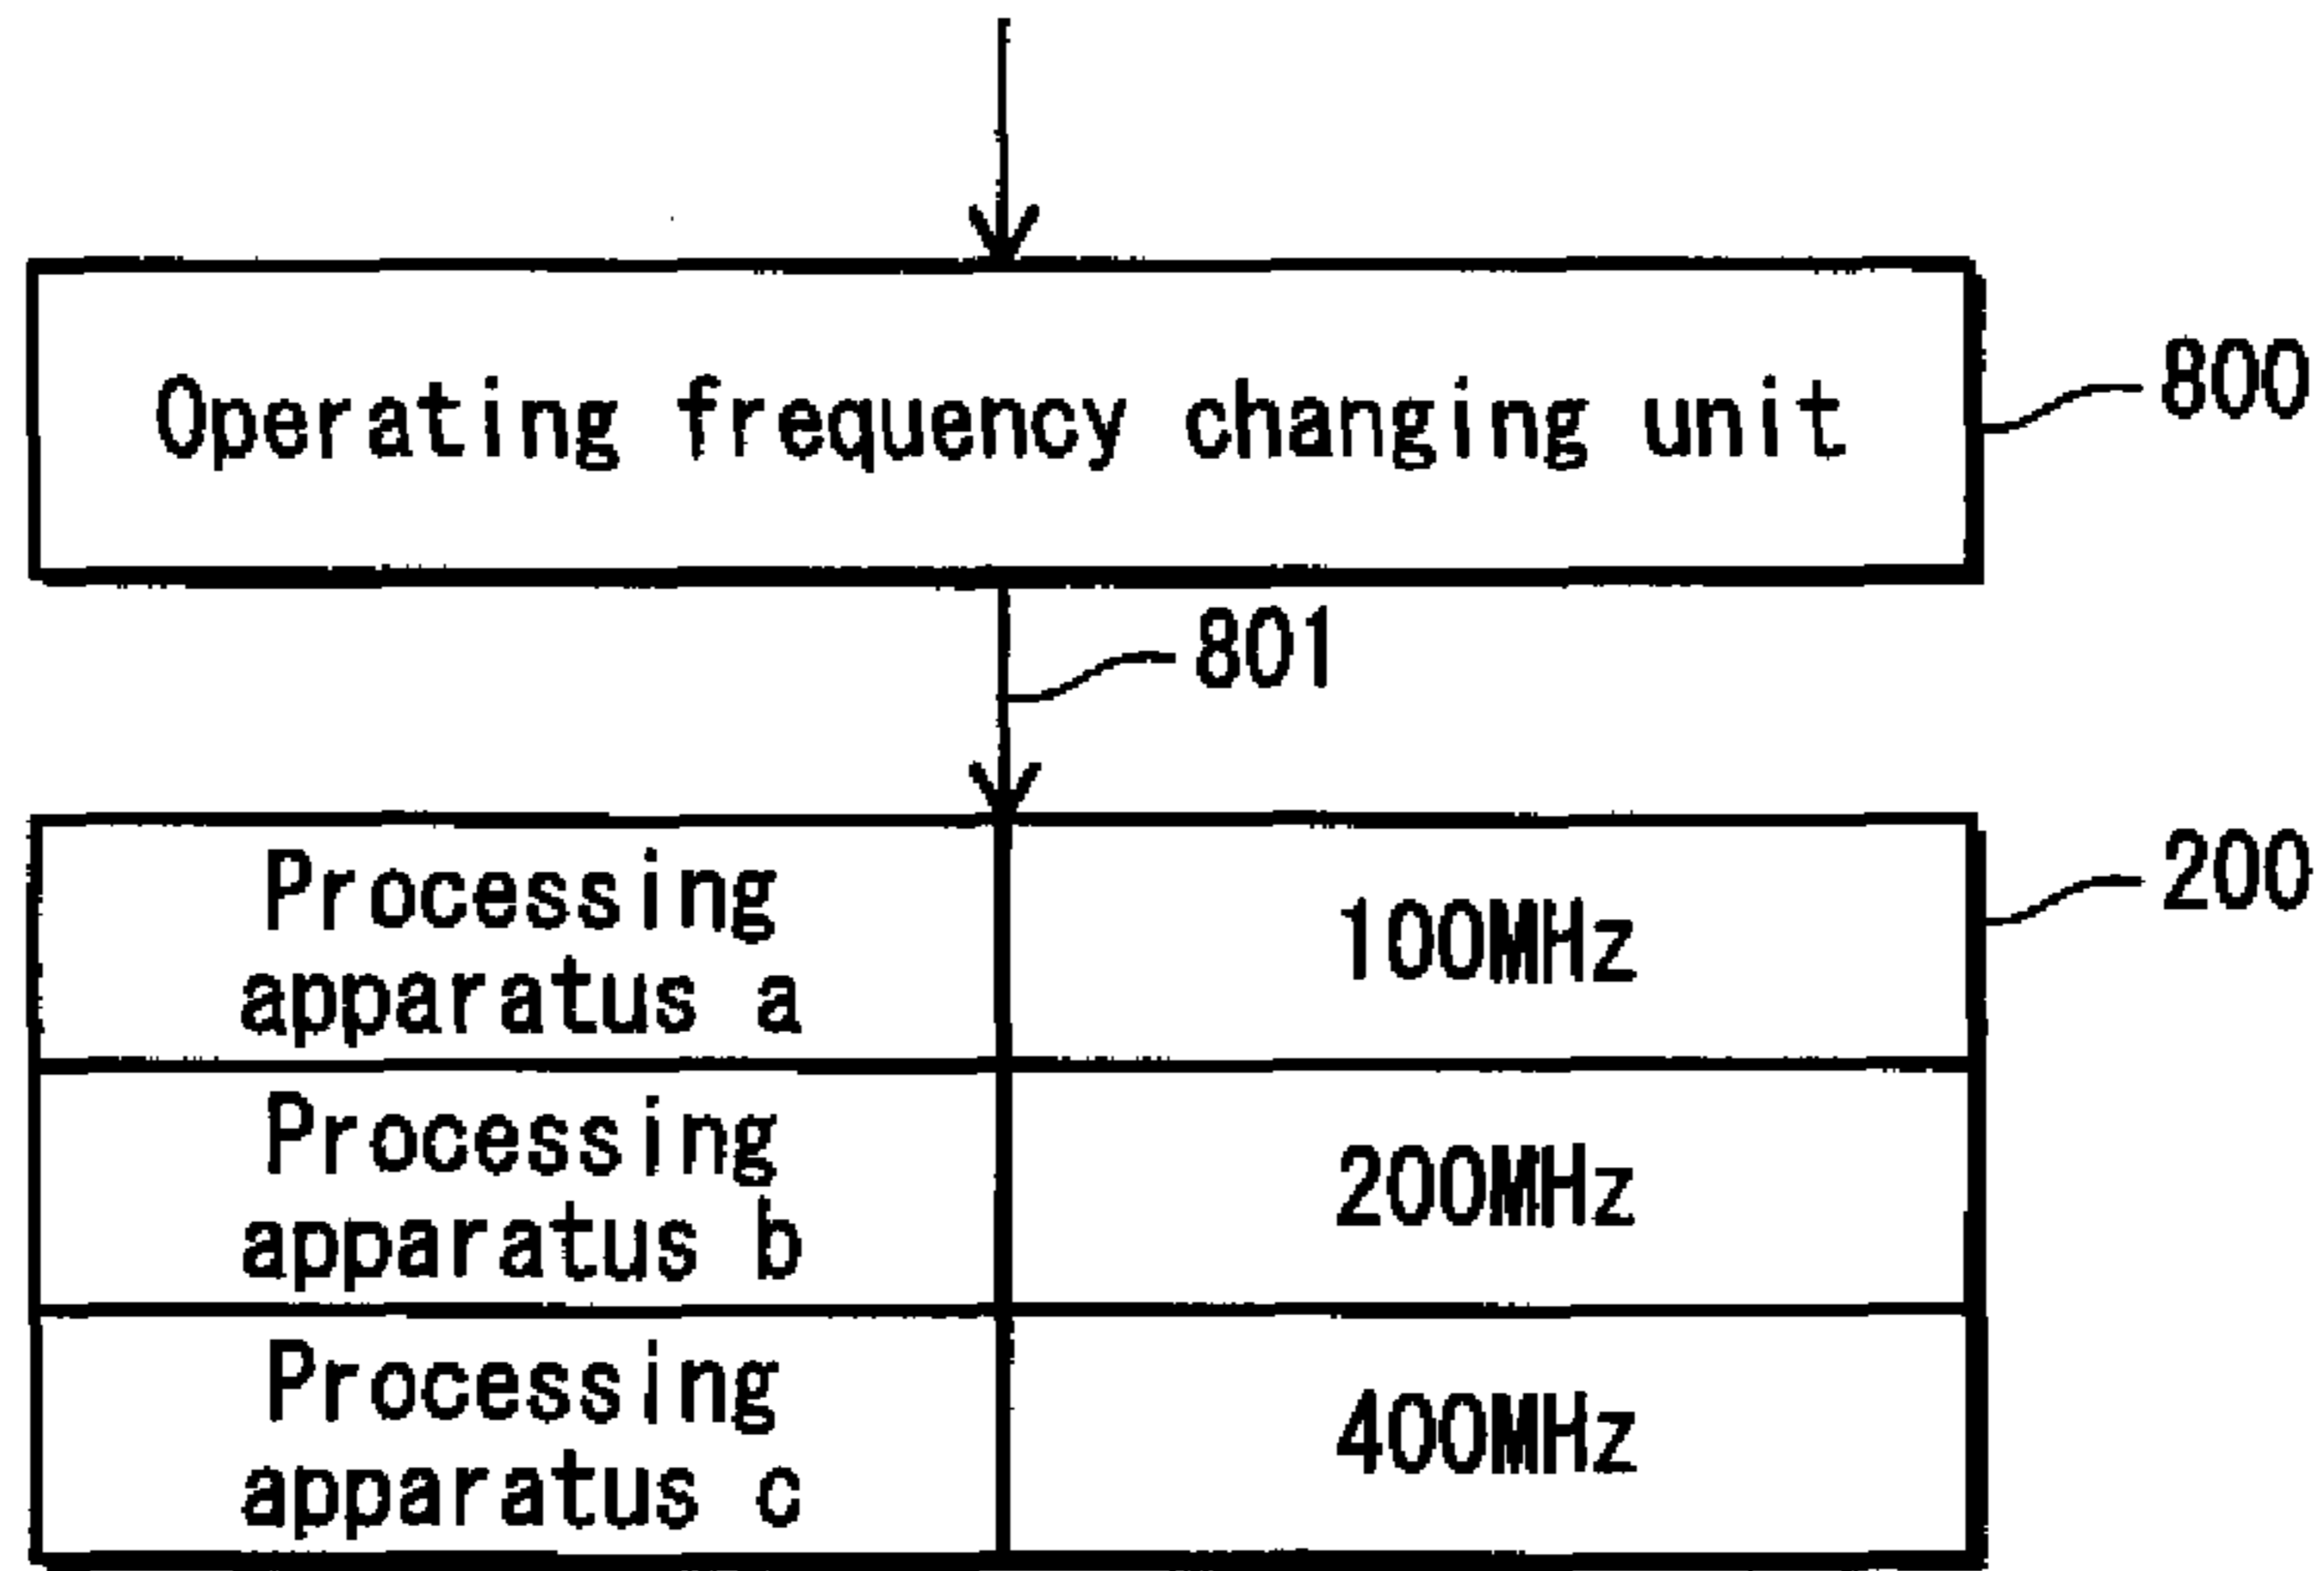 Operating frequency changing unit
800
801
200
Processing
apparatus a
100MHz
Processing
apparatus b
200MHz
Processing
apparatus c
400MHz